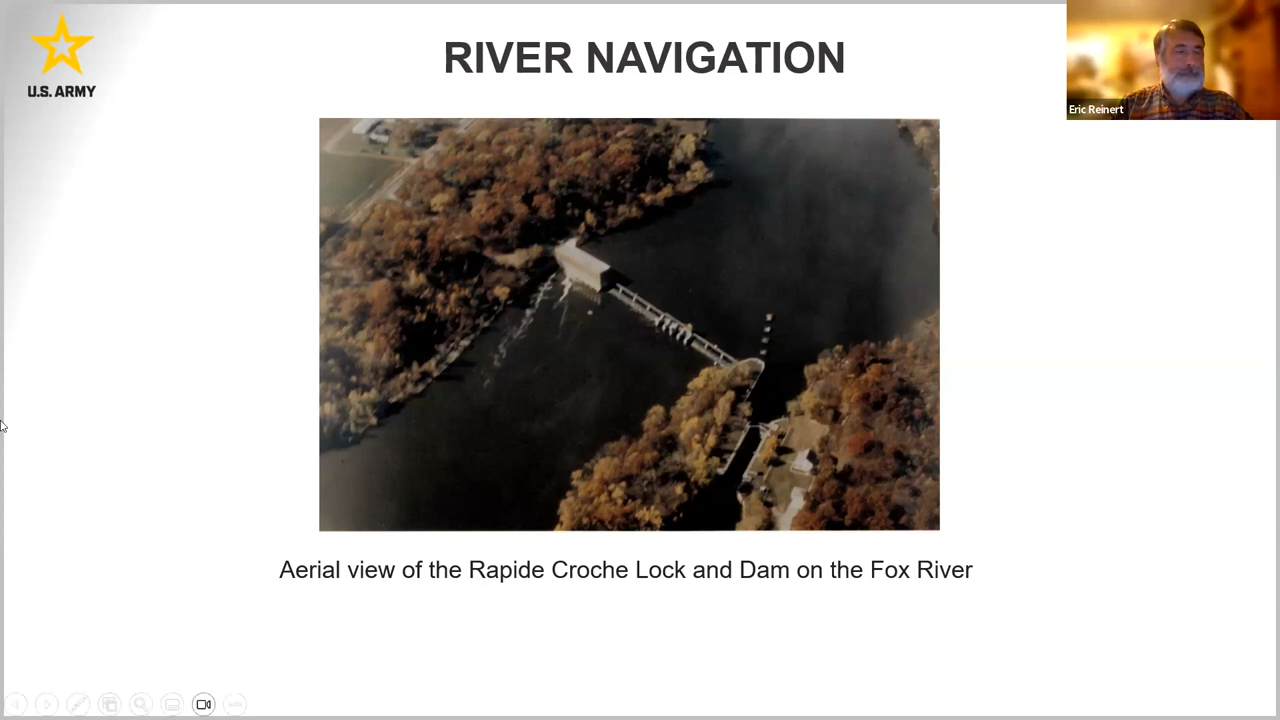 RIVER NAVIGATION
U.S. ARMY
Eric Reinert
Aerial view of the Rapide Croche Lock and Dam on the Fox River